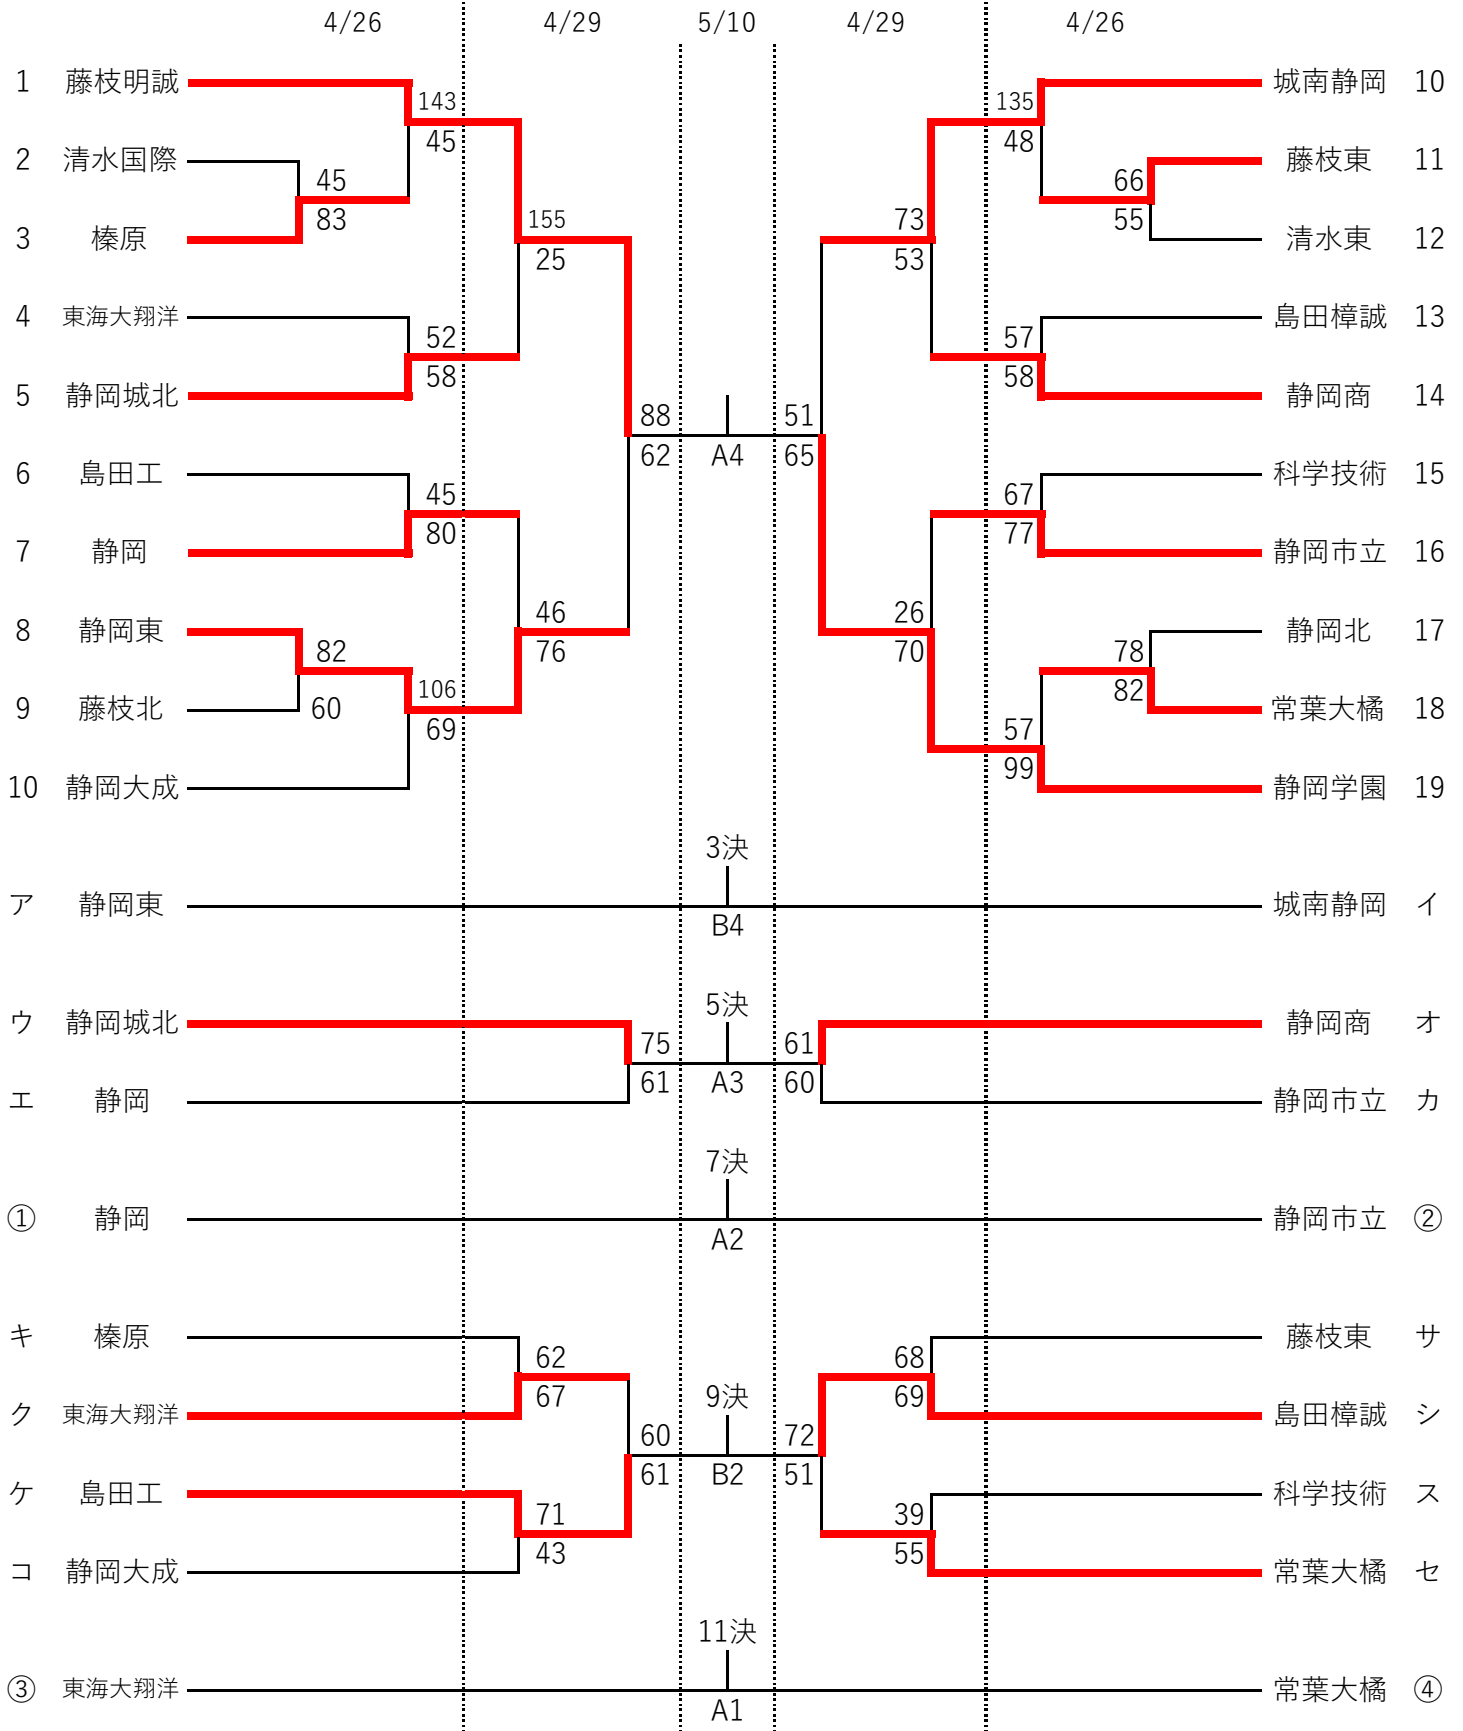 4/26 4/29 5/10 4/29 4/26
1 藤枝明誠 城南静岡 10
143 135
45 48
2 清水国際 藤枝東 11
45 66
83 55
155 73
3 榛原 清水東 12
25 53
4 東海大翔洋 島田樟誠 13
52 57
58 58
5 静岡城北 静岡商 14
88 51
62 A4 65
6 島田工 科学技術 15
45 67
80 77
7 静岡 静岡市立 16
46 26
8 静岡東 静岡北 17
82 76 70 78
106 82
9 藤枝北 60 常葉大橘 18
69 57
99
10 静岡大成 静岡学園 19
3決
ア 静岡東 城南静岡 イ
B4
5決
ウ 静岡城北 静岡商 オ
75 61
61 A3 60
エ 静岡 静岡市立 カ
7決
① 静岡 静岡市立 ②
A2
キ 榛原 藤枝東 サ
62 68
67 9決 69
ク 東海大翔洋 島田樟誠 シ
60 72
61 B2 51
ケ 島田工 科学技術 ス
71 39
43 55
コ 静岡大成 常葉大橘 セ
11決
③ 東海大翔洋 常葉大橘 ④
A1